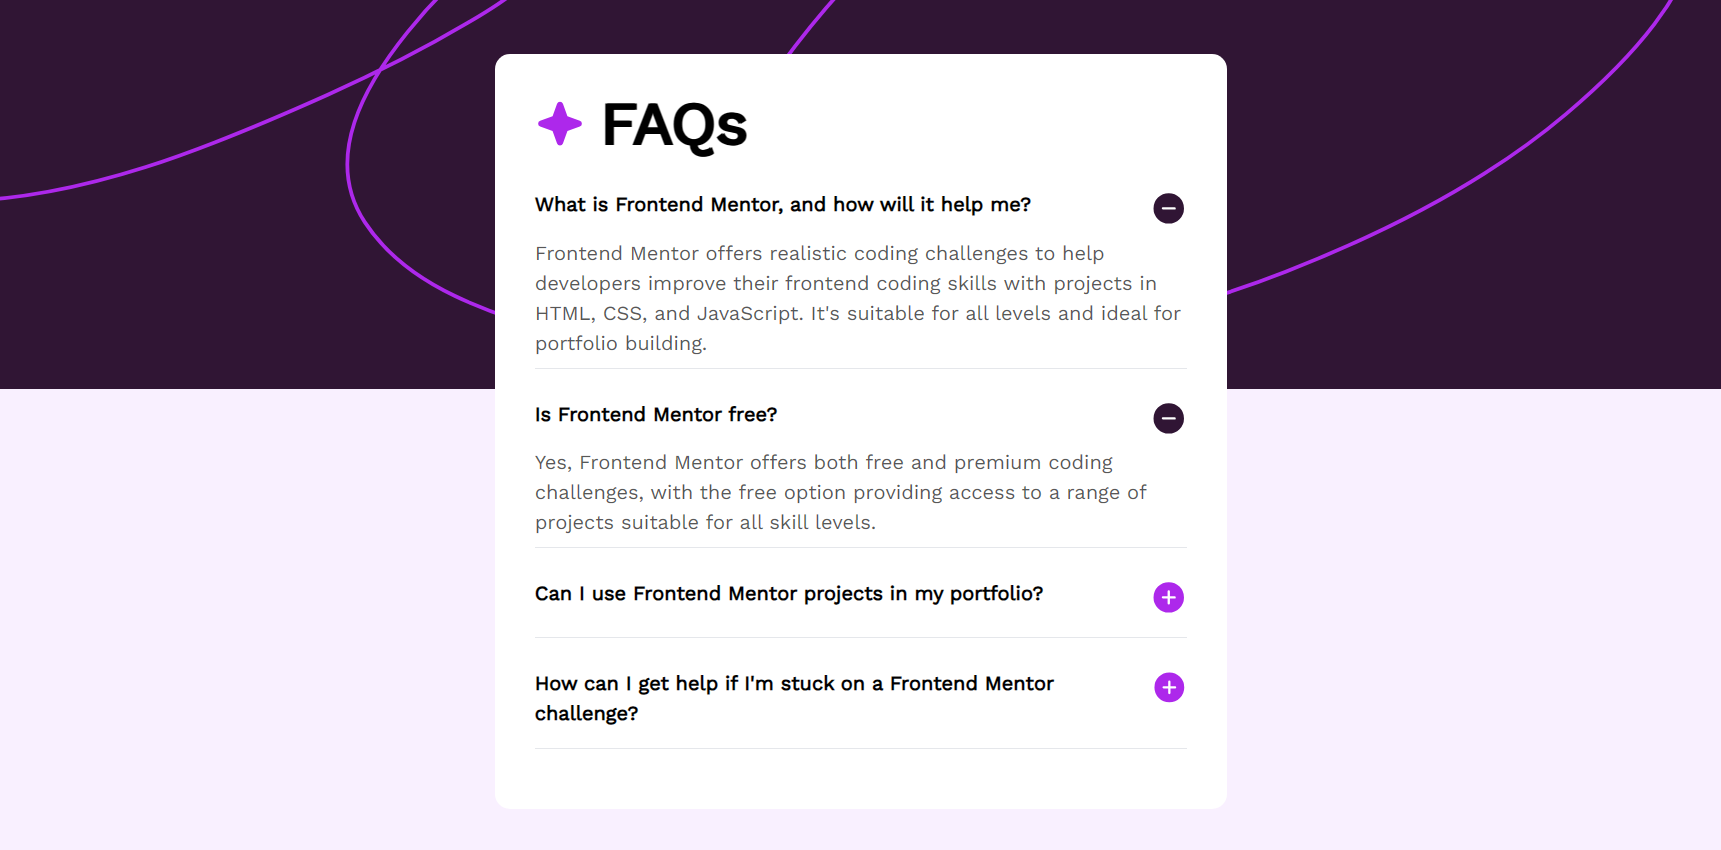 FAQs
What is Frontend Mentor, and how will it help me?
Frontend Mentor offers realistic coding challenges to help
developers improve their frontend coding skills with projects in
HTML, CSS, and JavaScript. It's suitable for all levels and ideal for
portfolio building.
Is Frontend Mentor free?
Yes, Frontend Mentor offers both free and premium coding
challenges, with the free option providing access to a range of
projects suitable for all skill levels.
Can I use Frontend Mentor projects in my portfolio?
How can I get help if I'm stuck on a Frontend Mentor
challenge?